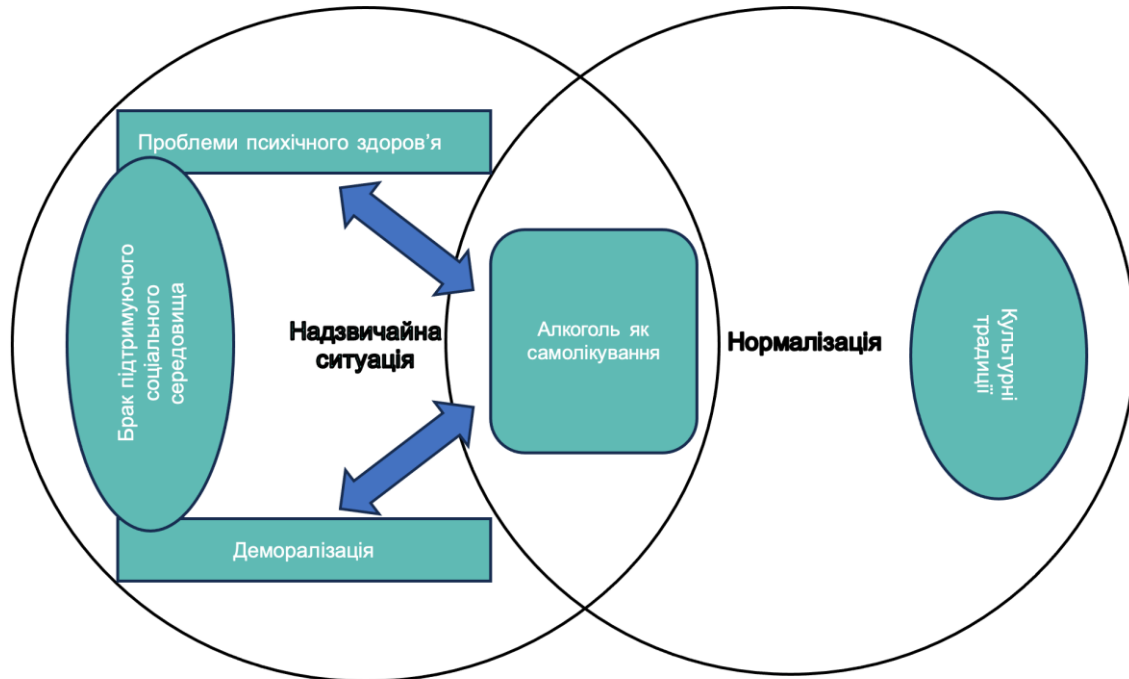 Проблеми психічного здоров’я
Брак підтримуючого
соціального
середовища
Надзвичайна
ситуація
Алкоголь як
самолікування
Нормалізація
Культурні
традиції
Деморалізація